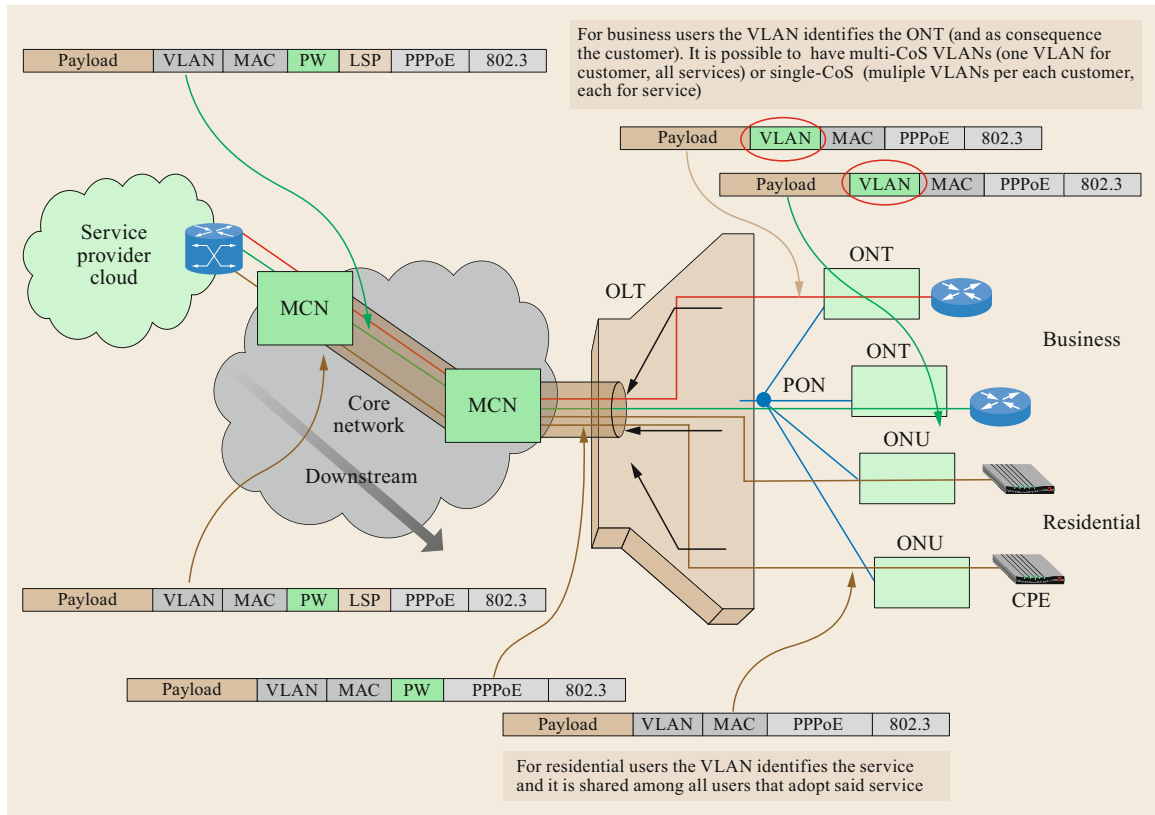 For business users the VLAN identifies the ONT (and as consequence
the customer). It is possible to have multi-CoS VLANs (one VLAN for
customer, all services) or single-CoS (muliple VLANs per each customer,
each for service)
Payload VLAN MAC PW LSP PPPoE 802.3
Payload VLAN MAC PPPoE 802.3
Payload VLAN MAC PPPoE 802.3
Service
provider
cloud
MCN
OLT
ONT
Business
ONT
PON
MCN
Core
network
Downstream
ONU
Residential
ONU
CPE
Payload VLAN MAC PW LSP PPPoE 802.3
Payload VLAN MAC PW PPPoE 802.3
Payload VLAN MAC PPPoE 802.3
For residential users the VLAN identifies the service
and it is shared among all users that adopt said service